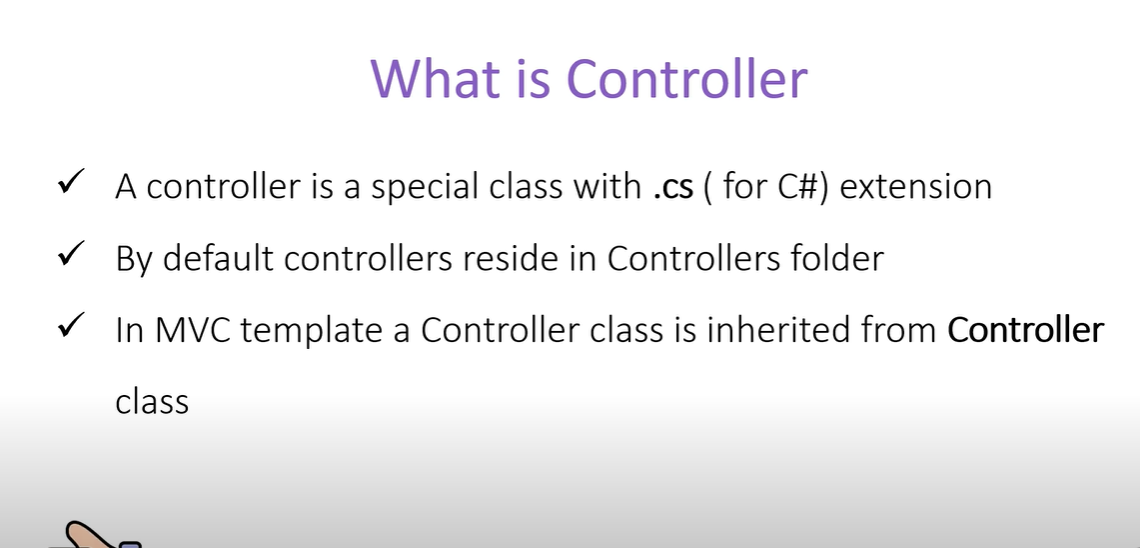 What is Controller
✓ A controller is a special class with .cs ( for C#) extension
✓ By default controllers reside in Controllers folder
✓ In MVC template a Controller class is inherited from Controller
class